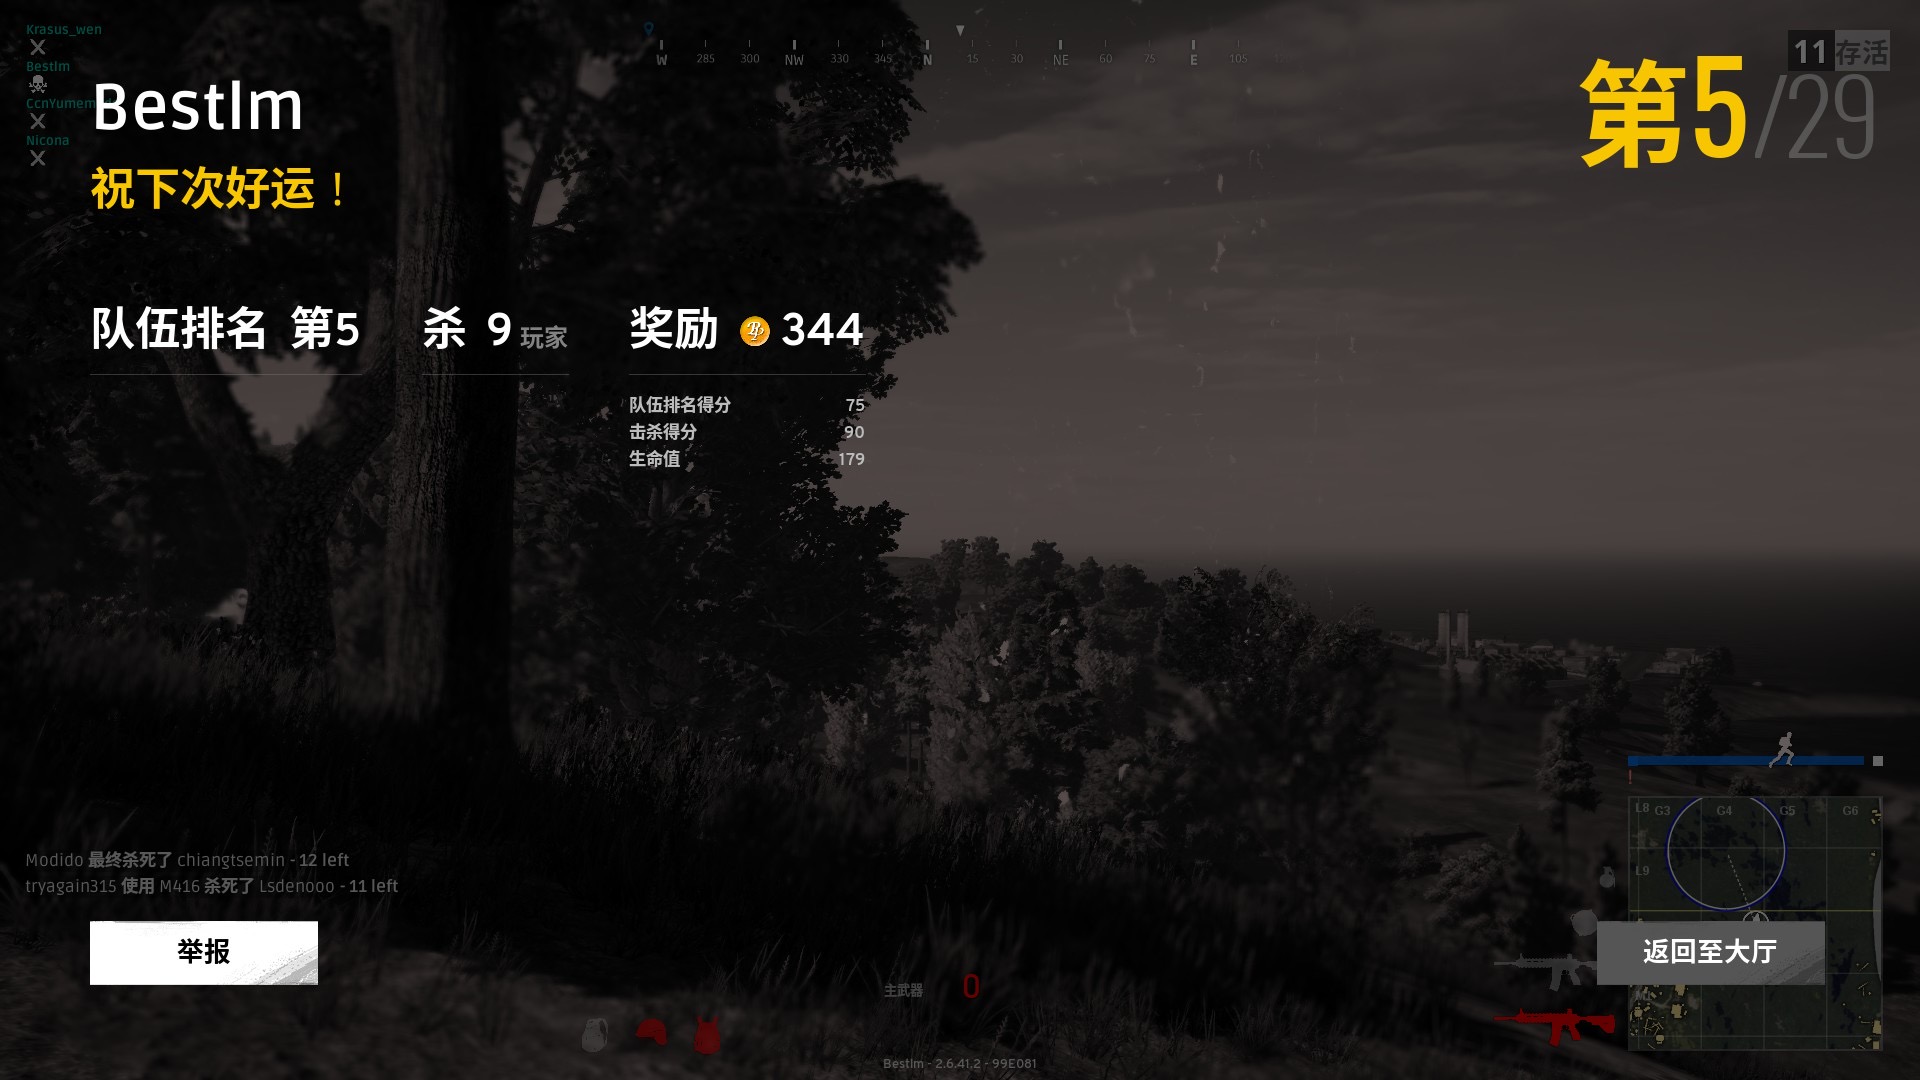 Krasus_wen
Bestlm
CcnYumem
Nicona
W 285 300 NW 330 345 N 15 30 NE 60 75 E 105
11 存活
Bestlm
祝下次好运！
第5/29
队伍排名 第5 杀 9 玩家 奖励 344
队伍排名得分 75
击杀得分 90
生命值 179
L8 G3 G4 G5 G6
L9
Modido 最终杀死了 chiangtsemin - 12 left
tryagain315 使用 M416 杀死了 Lsdenooo - 11 left
举报
返回至大厅
主武器 0
Bestlm - 2.6.41.2 - 99E081